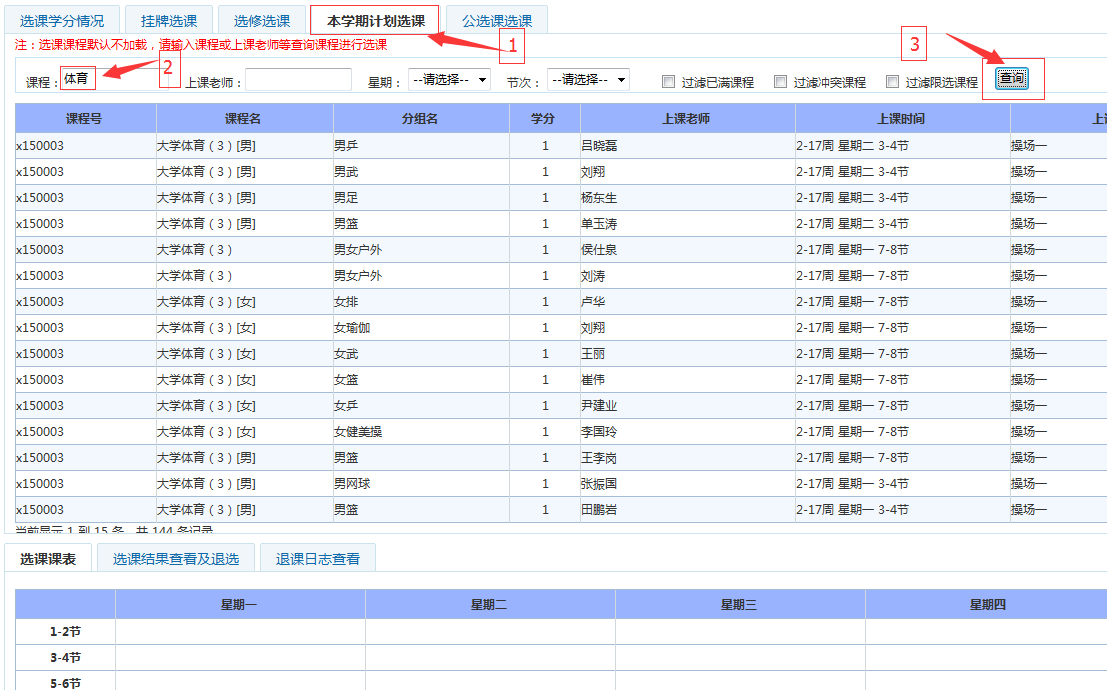 选课学分情况 挂牌选课 选修选课 本学期计划选课 公选课选课
注：选课课程默认不加载，请输入课程或上课老师等查询课程进行选课
1
2
3
课程： 体育 上课老师： 星期： --请选择-- 节次： --请选择-- 过滤已满课程 过滤冲突课程 过滤限选课程 查询
课程号 课程名 分组名 学分 上课老师 上课时间 上
x150003 大学体育（3）[男] 男乒 1 吕晓磊 2-17周 星期二 3-4节 操场一
x150003 大学体育（3）[男] 男武 1 刘翔 2-17周 星期二 3-4节 操场一
x150003 大学体育（3）[男] 男足 1 杨东生 2-17周 星期二 3-4节 操场一
x150003 大学体育（3）[男] 男篮 1 单玉涛 2-17周 星期二 3-4节 操场一
x150003 大学体育（3） 男女户外 1 侯仕泉 2-17周 星期一 7-8节 操场一
x150003 大学体育（3） 男女户外 1 刘涛 2-17周 星期一 7-8节 操场一
x150003 大学体育（3）[女] 女排 1 卢华 2-17周 星期一 7-8节 操场一
x150003 大学体育（3）[女] 女瑜伽 1 刘翔 2-17周 星期一 7-8节 操场一
x150003 大学体育（3）[女] 女武 1 王丽 2-17周 星期一 7-8节 操场一
x150003 大学体育（3）[女] 女篮 1 崔伟 2-17周 星期一 7-8节 操场一
x150003 大学体育（3）[女] 女乒 1 尹建业 2-17周 星期一 7-8节 操场一
x150003 大学体育（3）[女] 女健美操 1 李国玲 2-17周 星期一 7-8节 操场一
x150003 大学体育（3）[男] 男篮 1 王李岗 2-17周 星期一 7-8节 操场一
x150003 大学体育（3）[男] 男网球 1 张振国 2-17周 星期一 3-4节 操场一
x150003 大学体育（3）[男] 男篮 1 田鹏岩 2-17周 星期一 3-4节 操场一
当前显示 1 到 15 条，共 144 条记录
选课课表 选课结果查看及退选 退课日志查看
星期一 星期二 星期三 星期四
1-2节
3-4节
5-6节